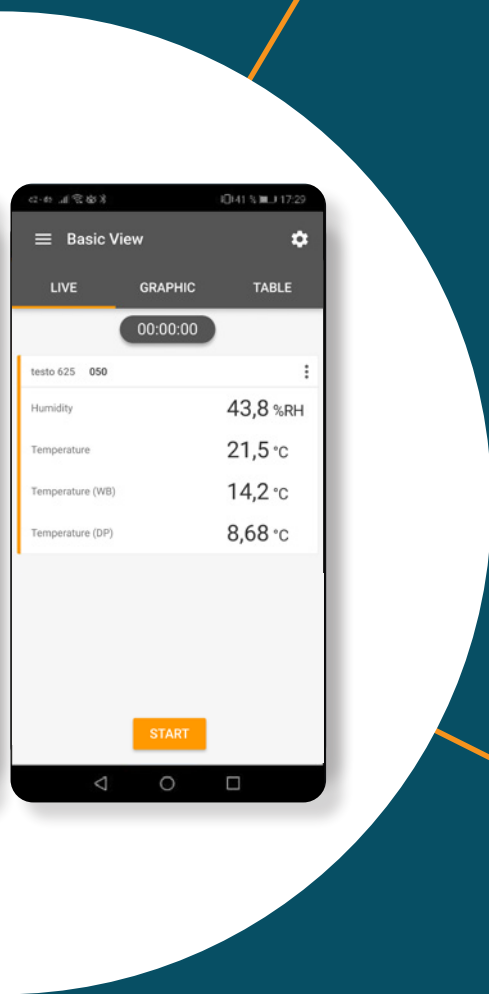 41 % 17:29
Basic View
LIVE GRAPHIC TABLE
00:00:00
testo 625 050
Humidity 43,8 %RH
Temperature 21,5 °C
Temperature (WB) 14,2 °C
Temperature (DP) 8,68 °C
START